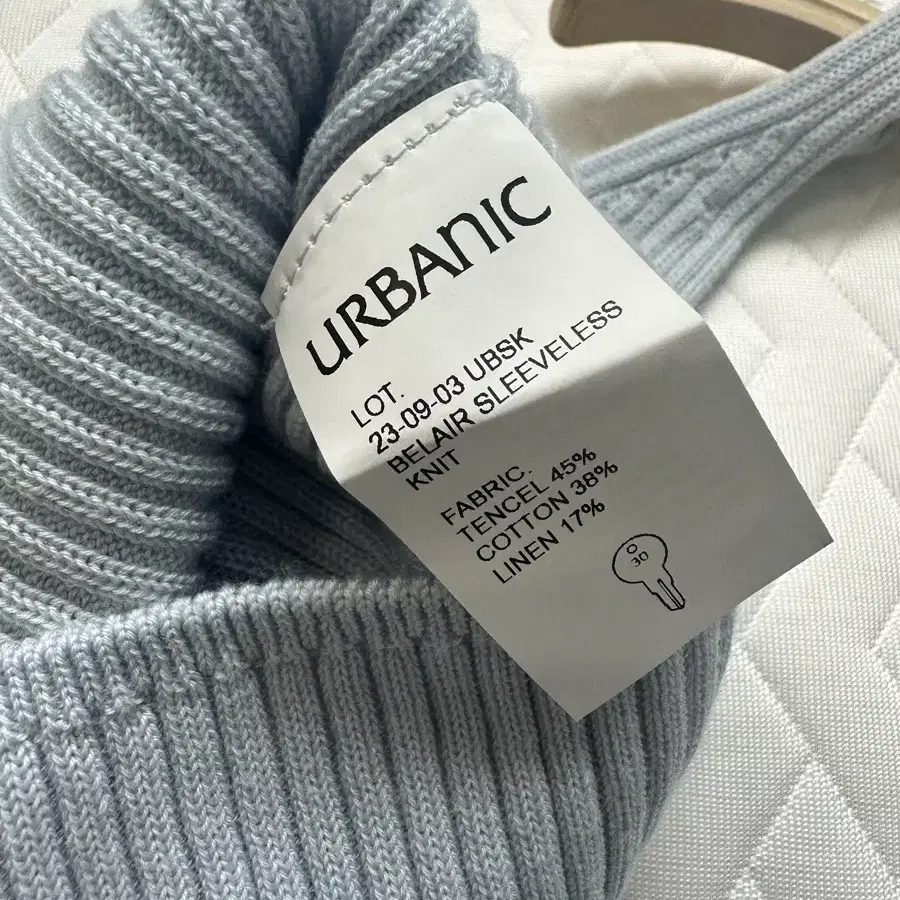 URBANIC
LOT.
23-09-03 UBSK
BELAIR SLEEVELESS
KNIT
FABRIC.
TENCEL 45%
COTTON 38%
LINEN 17%
30